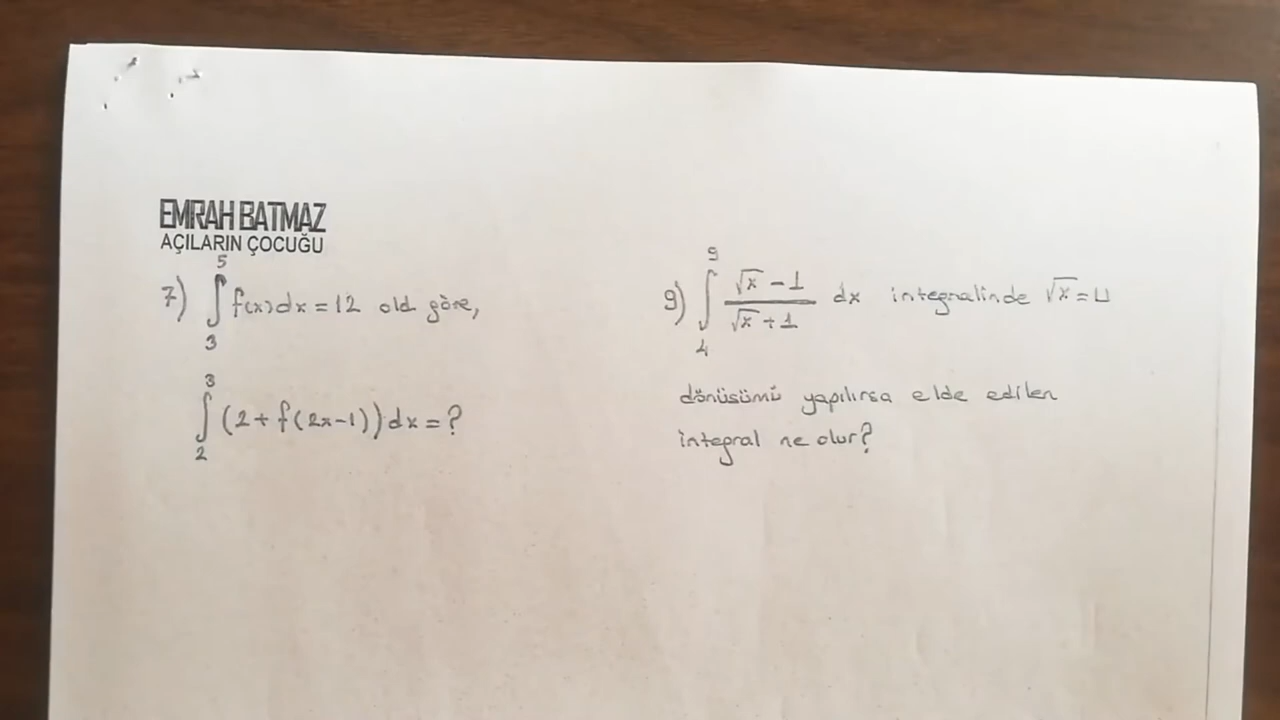 EMRAH BATMAZ
AÇILARIN ÇOCUĞU
7) ∫₃⁵ f(x)dx = 12 old göre,
∫₂³ (2 + f(2x-1))dx = ?
9) ∫₄⁹ (√x - 1)/(√x + 1) dx integralinde √x = u
dönüsümü yapılırsa elde edilen
integral ne olur?